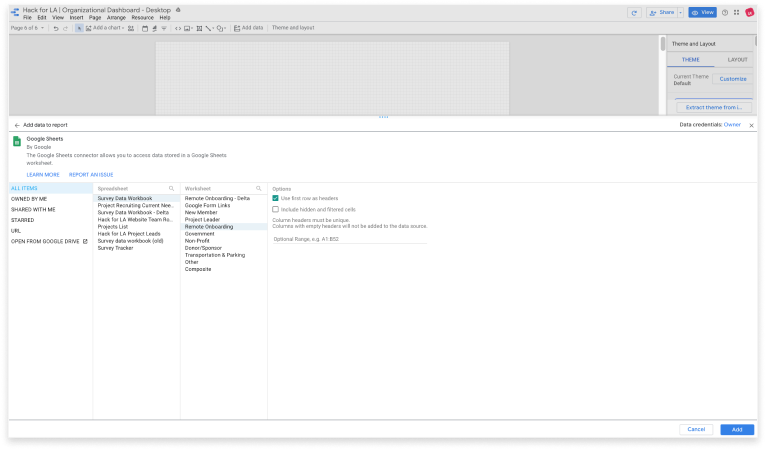 Hack for LA | Organizational Dashboard - Desktop
File Edit View Insert Page Arrange Resource Help
Share
View
Page 6 of 6
Add a chart
Add data
Theme and layout
Theme and Layout
THEME LAYOUT
Current Theme
Default
Customize
Extract theme from i...
Add data to report
Data credentials: Owner
Google Sheets
By Google
The Google Sheets connector allows you to access data stored in a Google Sheets
worksheet.
LEARN MORE REPORT AN ISSUE
ALL ITEMS
OWNED BY ME
SHARED WITH ME
STARRED
URL
OPEN FROM GOOGLE DRIVE
Spreadsheet
Survey Data Workbook
Project Recruiting Current Nee..
Survey Data Workbook - Delta
Hack for LA Website Team Ro..
Projects List
Hack for LA Project Leads
Survey data workbook (old)
Survey Tracker
Worksheet
Remote Onboarding - Delta
Google Form Links
New Member
Project Leader
Remote Onboarding
Government
Non-Profit
Donor/Sponsor
Transportation & Parking
Other
Composite
Options
Use first row as headers
Include hidden and filtered cells
Column headers must be unique.
Columns with empty headers will not be added to the data source.
Optional Range, e.g. A1:B52
Cancel
Add